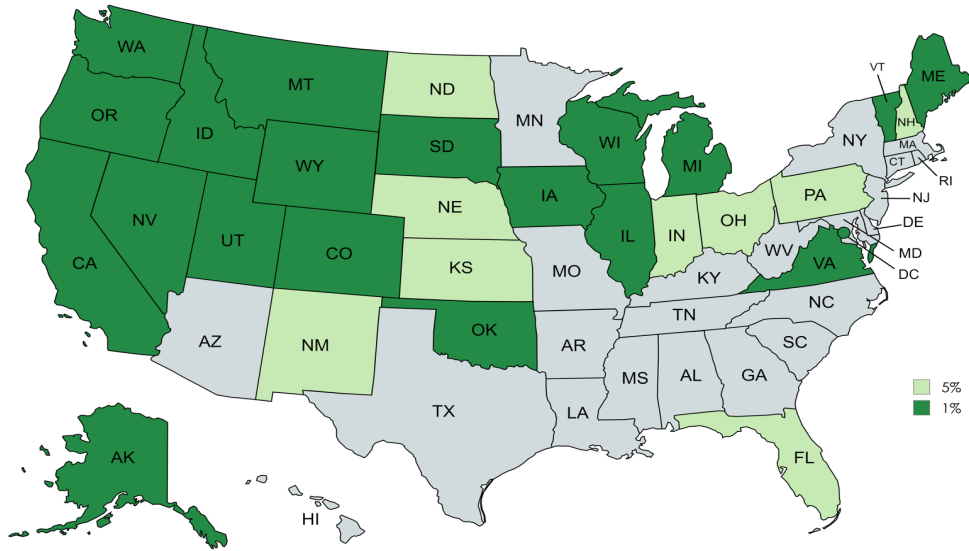 WA
MT
ND
MN
OR
ID
SD
WI
MI
VT
ME
NH
NY
MA
CT
RI
WY
NE
IA
PA
NJ
NV
UT
CO
IL
IN
OH
DE
MD
WV
DC
CA
KS
MO
KY
VA
AZ
NM
OK
AR
TN
NC
SC
MS
AL
GA
TX
LA
5%
1%
AK
FL
HI